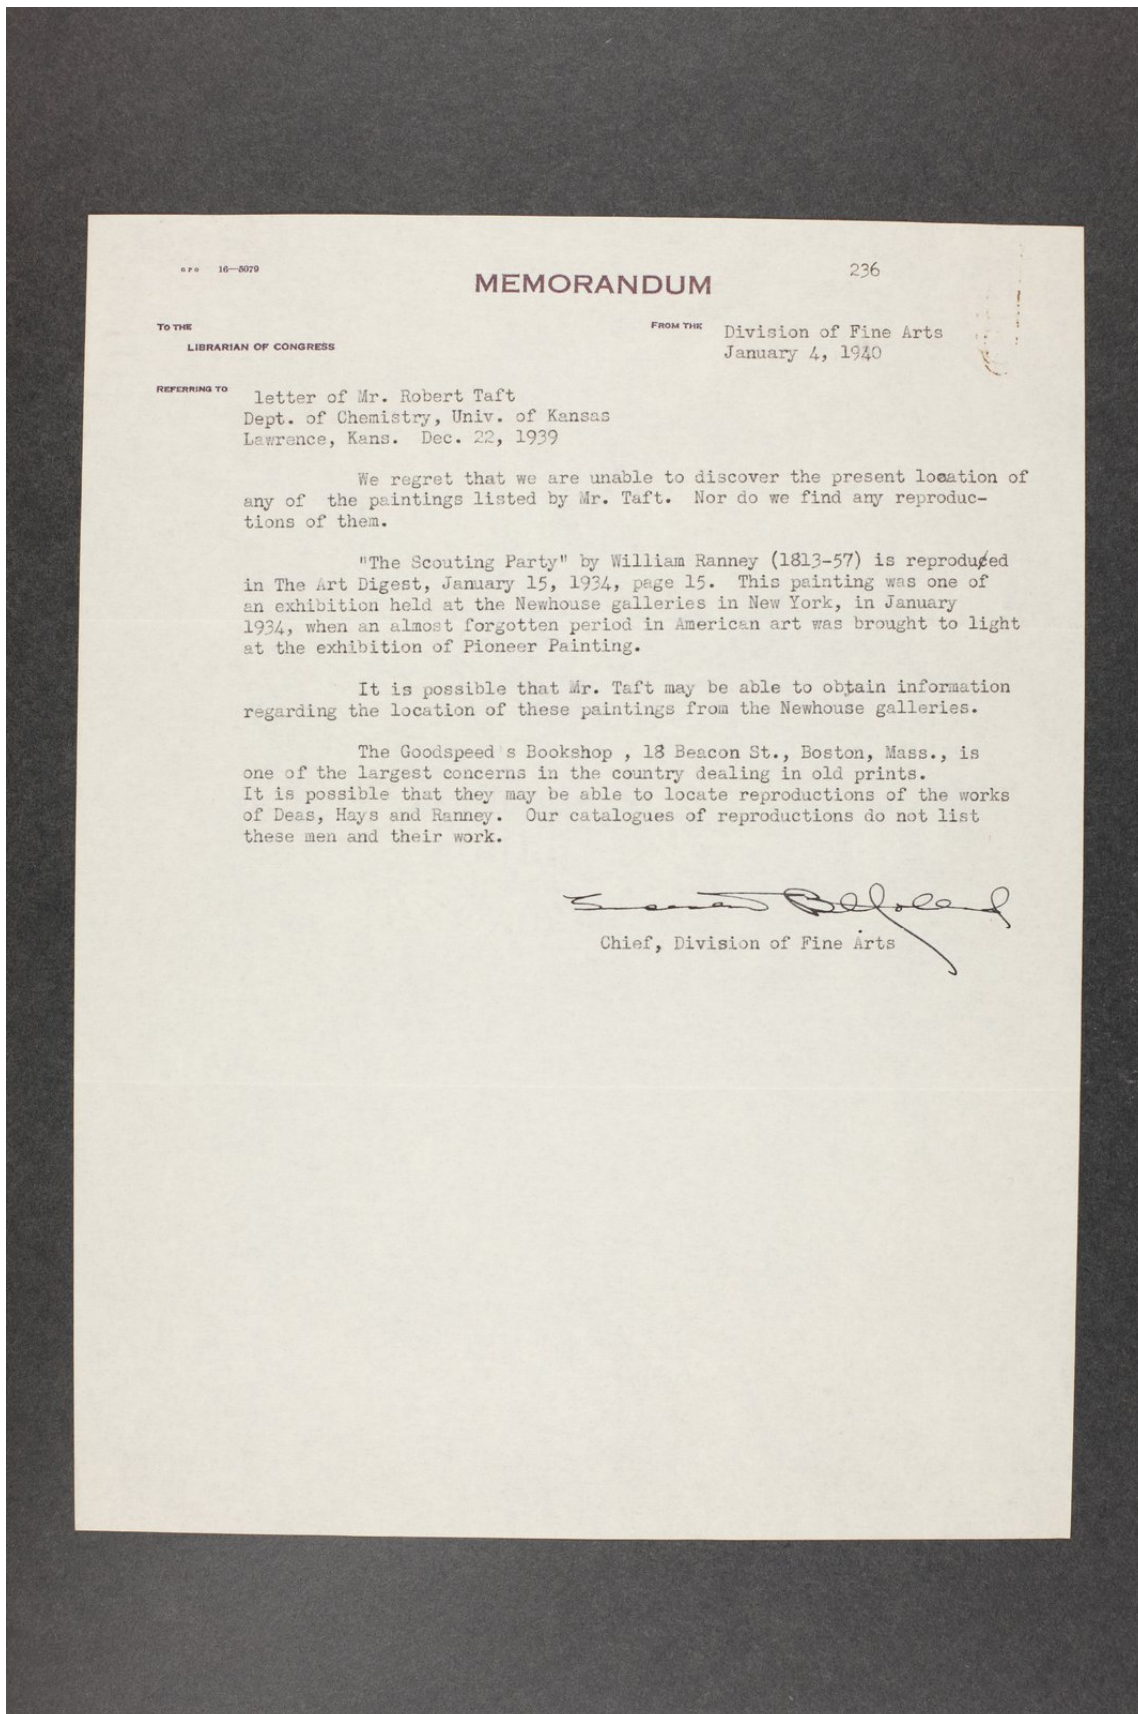 GPO 16—5079
MEMORANDUM
236
TO THE
LIBRARIAN OF CONGRESS
FROM THE Division of Fine Arts
January 4, 1940
REFERRING TO letter of Mr. Robert Taft
Dept. of Chemistry, Univ. of Kansas
Lawrence, Kans. Dec. 22, 1939
We regret that we are unable to discover the present location of
any of the paintings listed by Mr. Taft. Nor do we find any reproduc-
tions of them.
"The Scouting Party" by William Ranney (1813-57) is reproduced
in The Art Digest, January 15, 1934, page 15. This painting was one of
an exhibition held at the Newhouse galleries in New York, in January
1934, when an almost forgotten period in American art was brought to light
at the exhibition of Pioneer Painting.
It is possible that Mr. Taft may be able to obtain information
regarding the location of these paintings from the Newhouse galleries.
The Goodspeed's Bookshop , 18 Beacon St., Boston, Mass., is
one of the largest concerns in the country dealing in old prints.
It is possible that they may be able to locate reproductions of the works
of Deas, Hays and Ranney. Our catalogues of reproductions do not list
these men and their work.
Chief, Division of Fine Arts